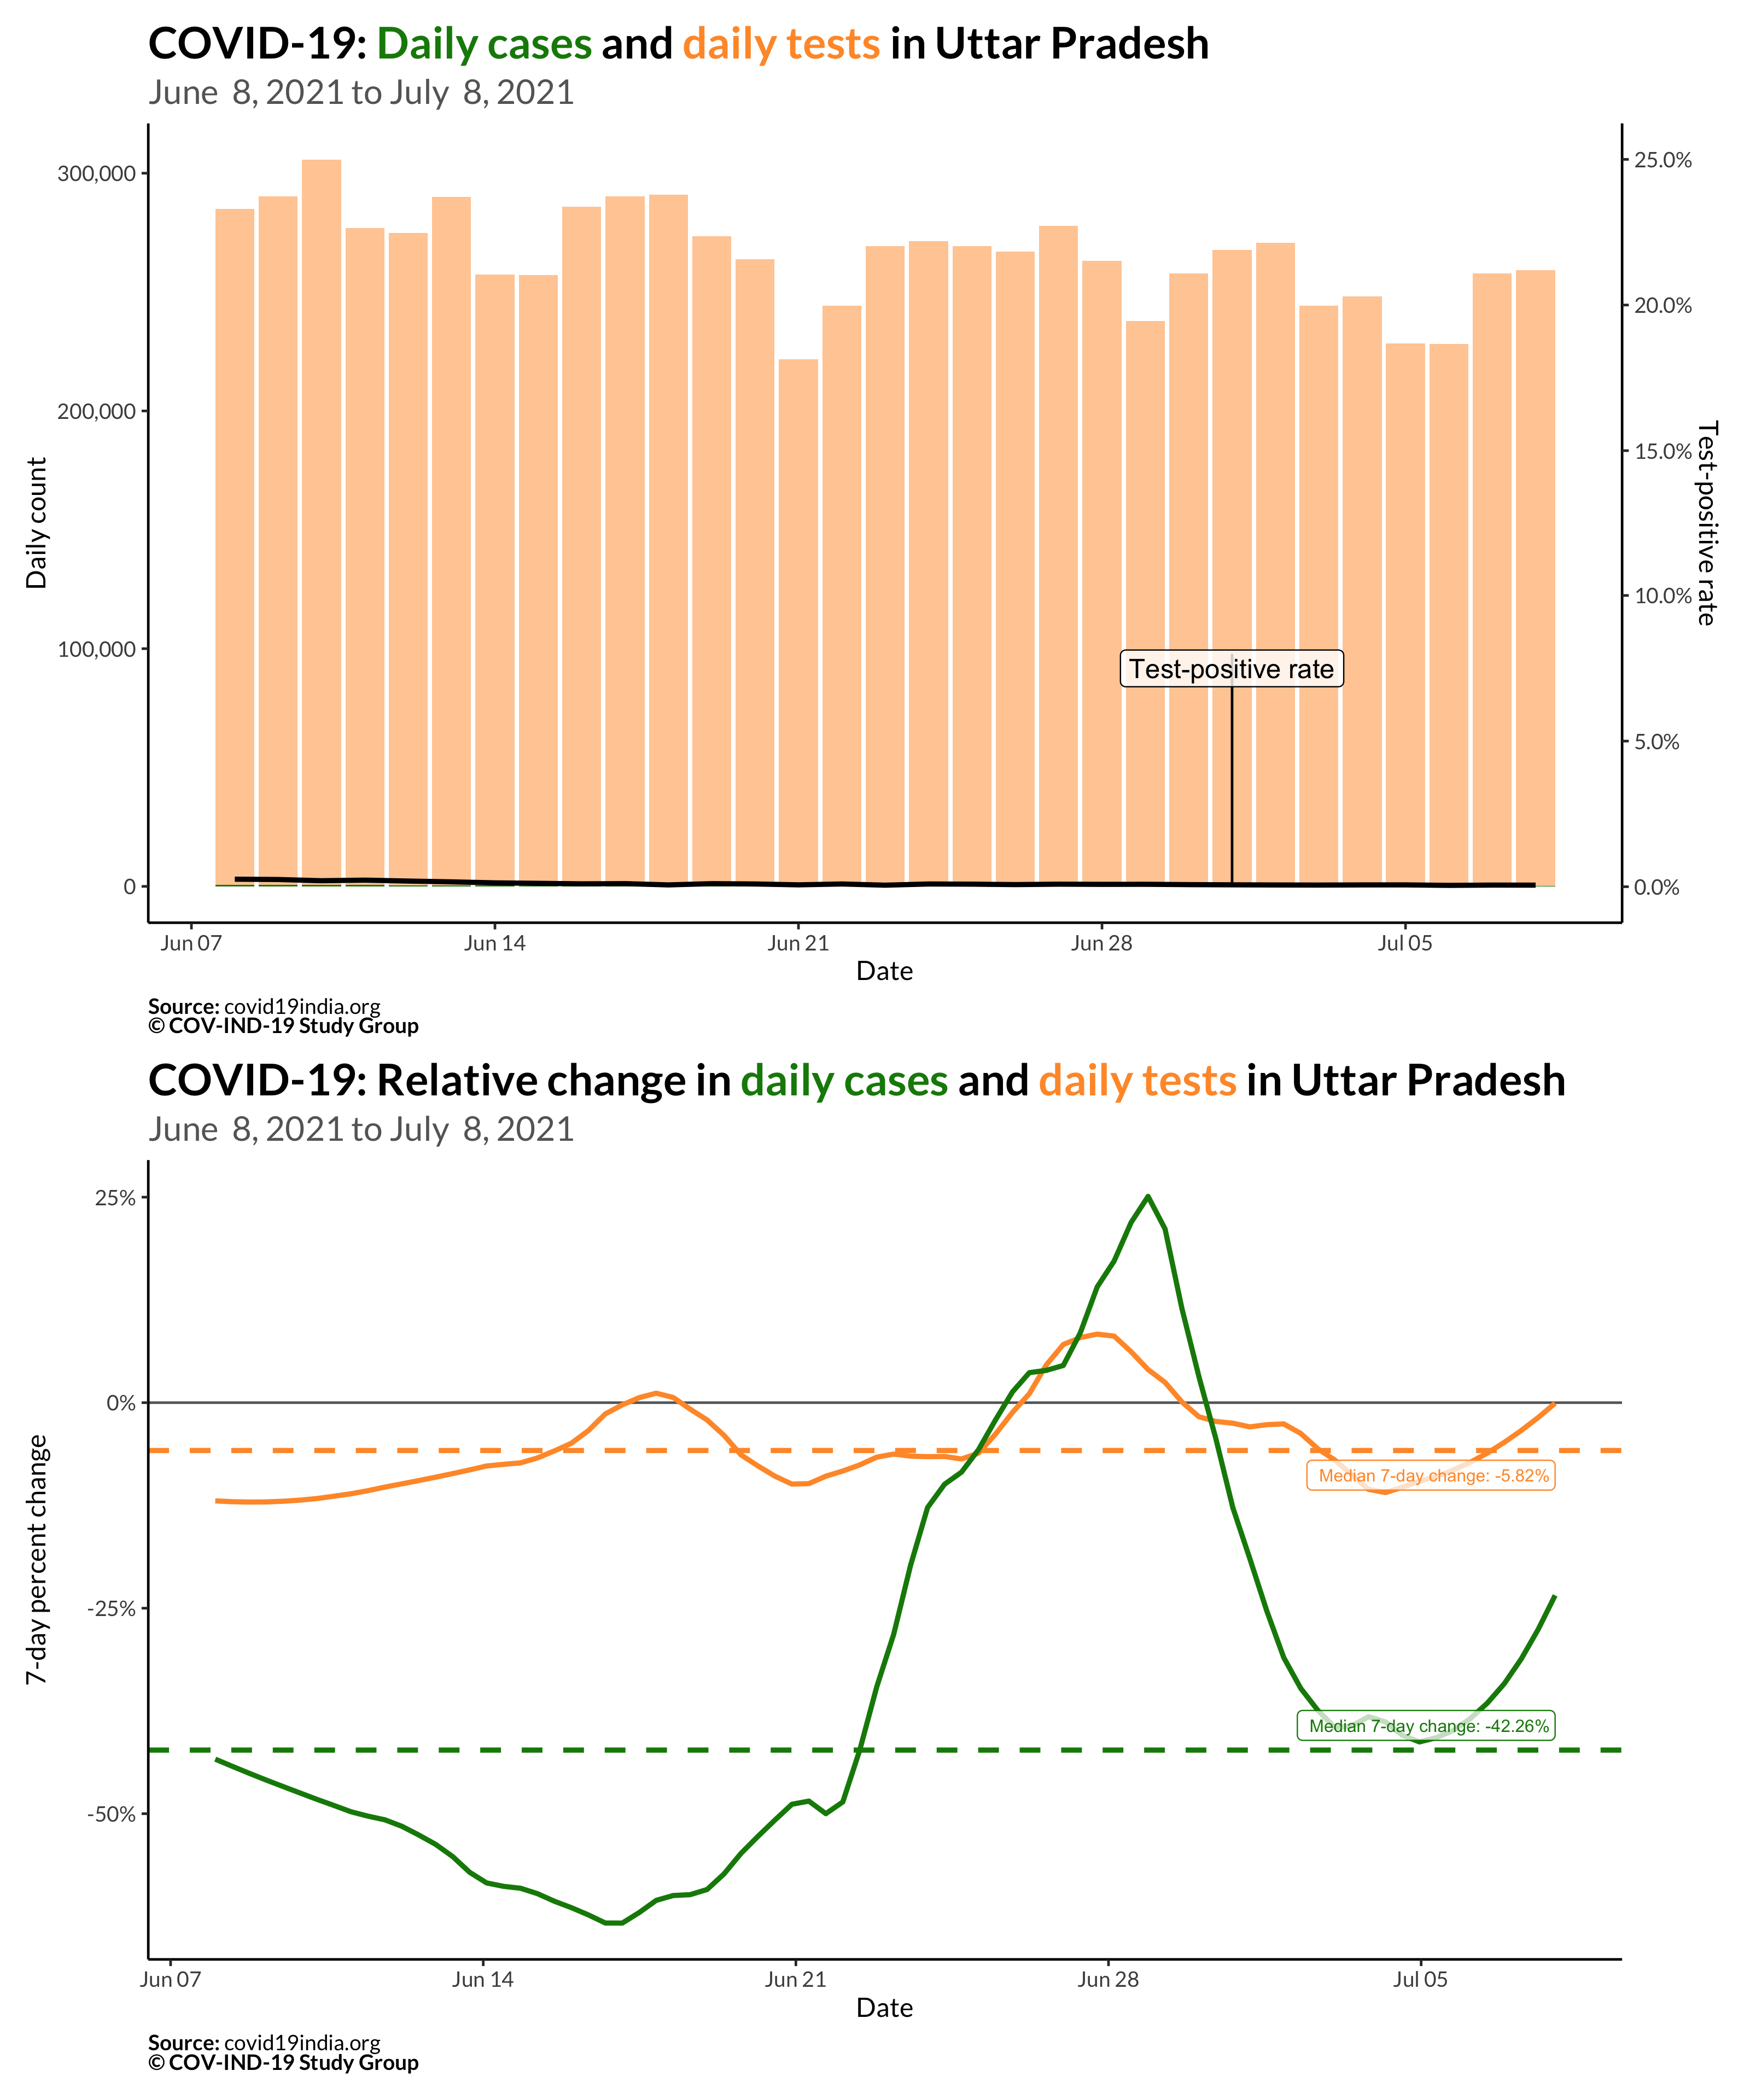 COVID-19: Daily cases and daily tests in Uttar Pradesh
June 8, 2021 to July 8, 2021
300,000
200,000
100,000
0
Daily count
25.0%
20.0%
15.0%
10.0%
5.0%
0.0%
Test-positive rate
Test-positive rate
Jun 07
Jun 14
Jun 21
Jun 28
Jul 05
Date
Source: covid19india.org
© COV-IND-19 Study Group
COVID-19: Relative change in daily cases and daily tests in Uttar Pradesh
June 8, 2021 to July 8, 2021
25%
0%
-25%
-50%
7-day percent change
Median 7-day change: -5.82%
Median 7-day change: -42.26%
Jun 07
Jun 14
Jun 21
Jun 28
Jul 05
Date
Source: covid19india.org
© COV-IND-19 Study Group